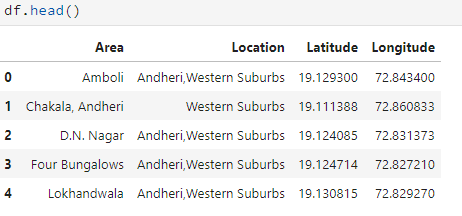 df.head()
Area Location Latitude Longitude
0 Amboli Andheri,Western Suburbs 19.129300 72.843400
1 Chakala, Andheri Western Suburbs 19.111388 72.860833
2 D.N. Nagar Andheri,Western Suburbs 19.124085 72.831373
3 Four Bungalows Andheri,Western Suburbs 19.124714 72.827210
4 Lokhandwala Andheri,Western Suburbs 19.130815 72.829270